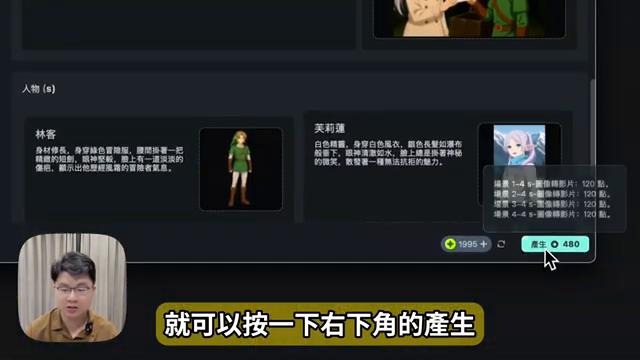 人物 (s)
林客
身材修長，身穿綠色冒險服，腰間掛著一把
精緻的短劍，眼神堅毅，臉上有一道淡淡的
傷疤，顯示出他歷經風霜的冒險者氣息。
芙莉蓮
白色精靈，身穿白色風衣，銀色長髮如瀑布
般垂下，眼神清澈如水，臉上總是掛著神秘
的微笑，散發著一種無法抗拒的魅力。
場景 1-4 s-圖像轉影片：120 點。
場景 2-4 s-圖像轉影片：120 點。
場景 3-4 s-圖像轉影片：120 點。
場景 4-4 s-圖像轉影片：120 點。
1995 +
產生 480
就可以按一下右下角的產生